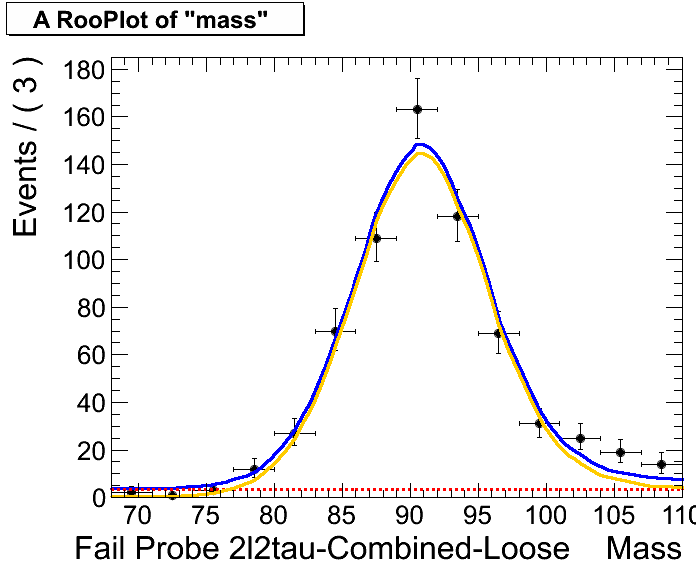 A RooPlot of "mass"
Events / ( 3 )
180
160
140
120
100
80
60
40
20
0
70 75 80 85 90 95 100 105 110
Fail Probe 2l2tau-Combined-Loose Mass